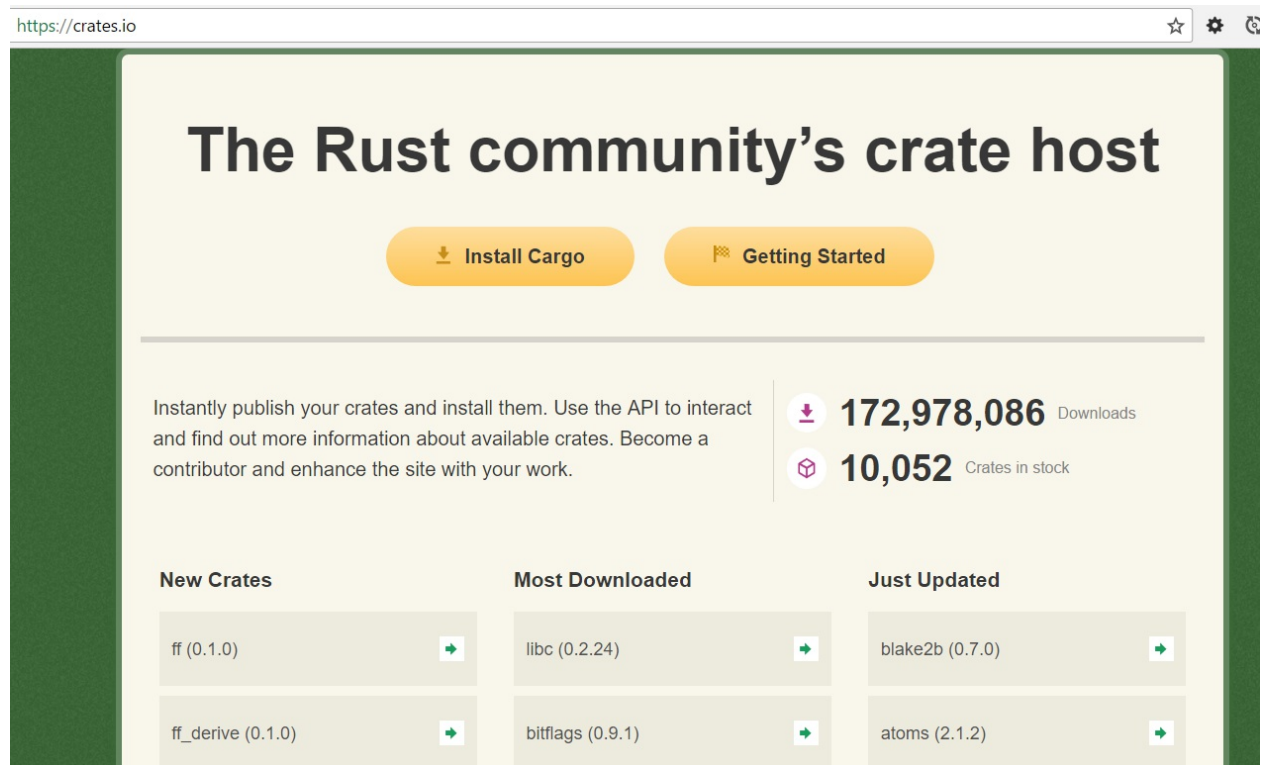 https://crates.io
The Rust community’s crate host
Install Cargo
Getting Started
Instantly publish your crates and install them. Use the API to interact
and find out more information about available crates. Become a
contributor and enhance the site with your work.
172,978,086 Downloads
10,052 Crates in stock
New Crates
ff (0.1.0)
ff_derive (0.1.0)
Most Downloaded
libc (0.2.24)
bitflags (0.9.1)
Just Updated
blake2b (0.7.0)
atoms (2.1.2)